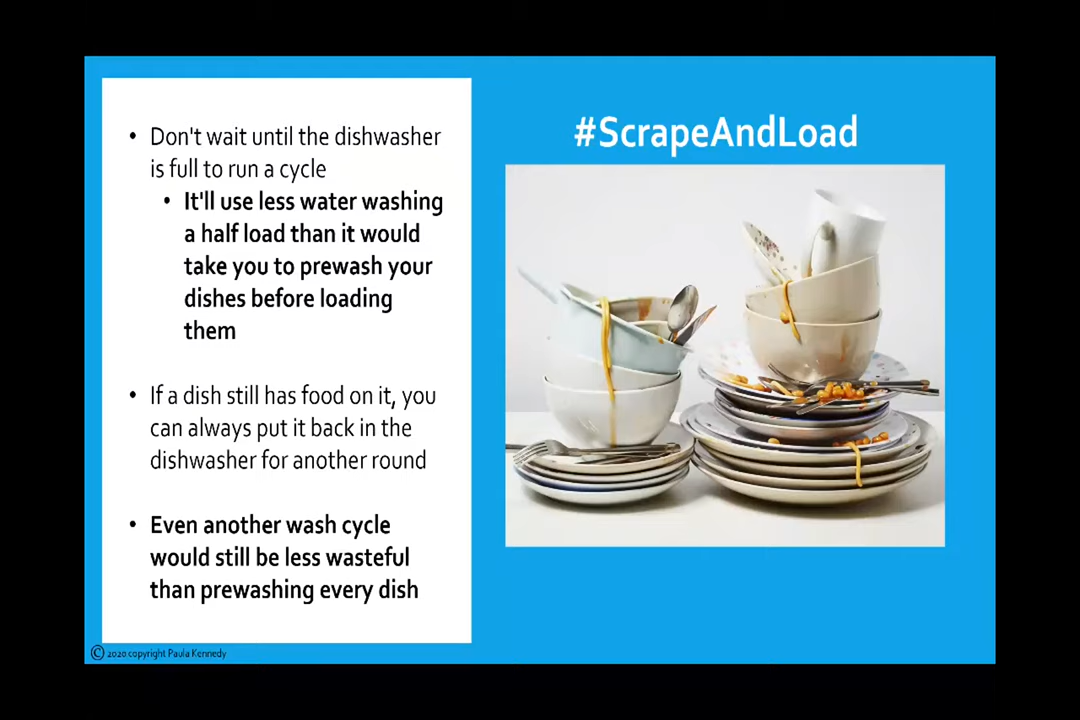 #ScrapeAndLoad
• Don't wait until the dishwasher
is full to run a cycle
• It'll use less water washing
a half load than it would
take you to prewash your
dishes before loading
them
• If a dish still has food on it, you
can always put it back in the
dishwasher for another round
• Even another wash cycle
would still be less wasteful
than prewashing every dish
© 2020 copyright Paula Kennedy